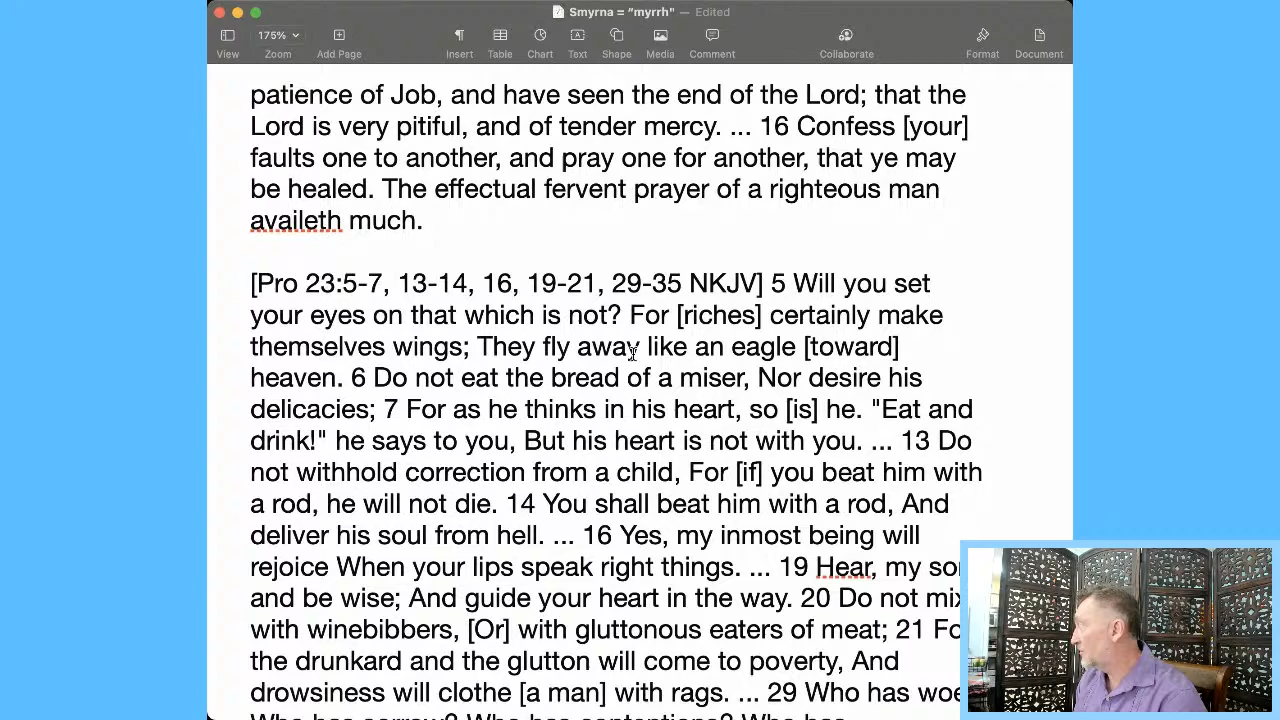 Smyrna = "myrrh" — Edited
175%
View Zoom Add Page Insert Table Chart Text Shape Media Comment Collaborate Format Document
patience of Job, and have seen the end of the Lord; that the
Lord is very pitiful, and of tender mercy. ... 16 Confess [your]
faults one to another, and pray one for another, that ye may
be healed. The effectual fervent prayer of a righteous man
availeth much.
[Pro 23:5-7, 13-14, 16, 19-21, 29-35 NKJV] 5 Will you set
your eyes on that which is not? For [riches] certainly make
themselves wings; They fly away like an eagle [toward]
heaven. 6 Do not eat the bread of a miser, Nor desire his
delicacies; 7 For as he thinks in his heart, so [is] he. "Eat and
drink!" he says to you, But his heart is not with you. ... 13 Do
not withhold correction from a child, For [if] you beat him with
a rod, he will not die. 14 You shall beat him with a rod, And
deliver his soul from hell. ... 16 Yes, my inmost being will
rejoice When your lips speak right things. ... 19 Hear, my so
and be wise; And guide your heart in the way. 20 Do not mix
with winebibbers, [Or] with gluttonous eaters of meat; 21 Fo
the drunkard and the glutton will come to poverty, And
drowsiness will clothe [a man] with rags. ... 29 Who has woe